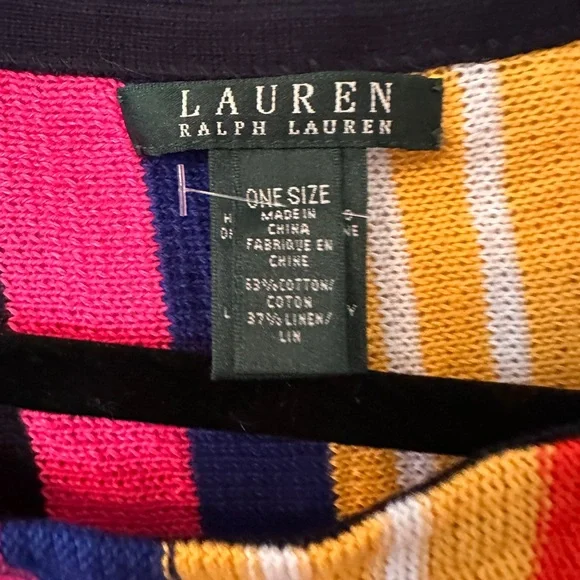 LAUREN
RALPH LAUREN
ONE SIZE
MADE IN
CHINA
FABRIQUE EN
CHINE
63% COTTON/
COTON
37% LINEN/
LIN